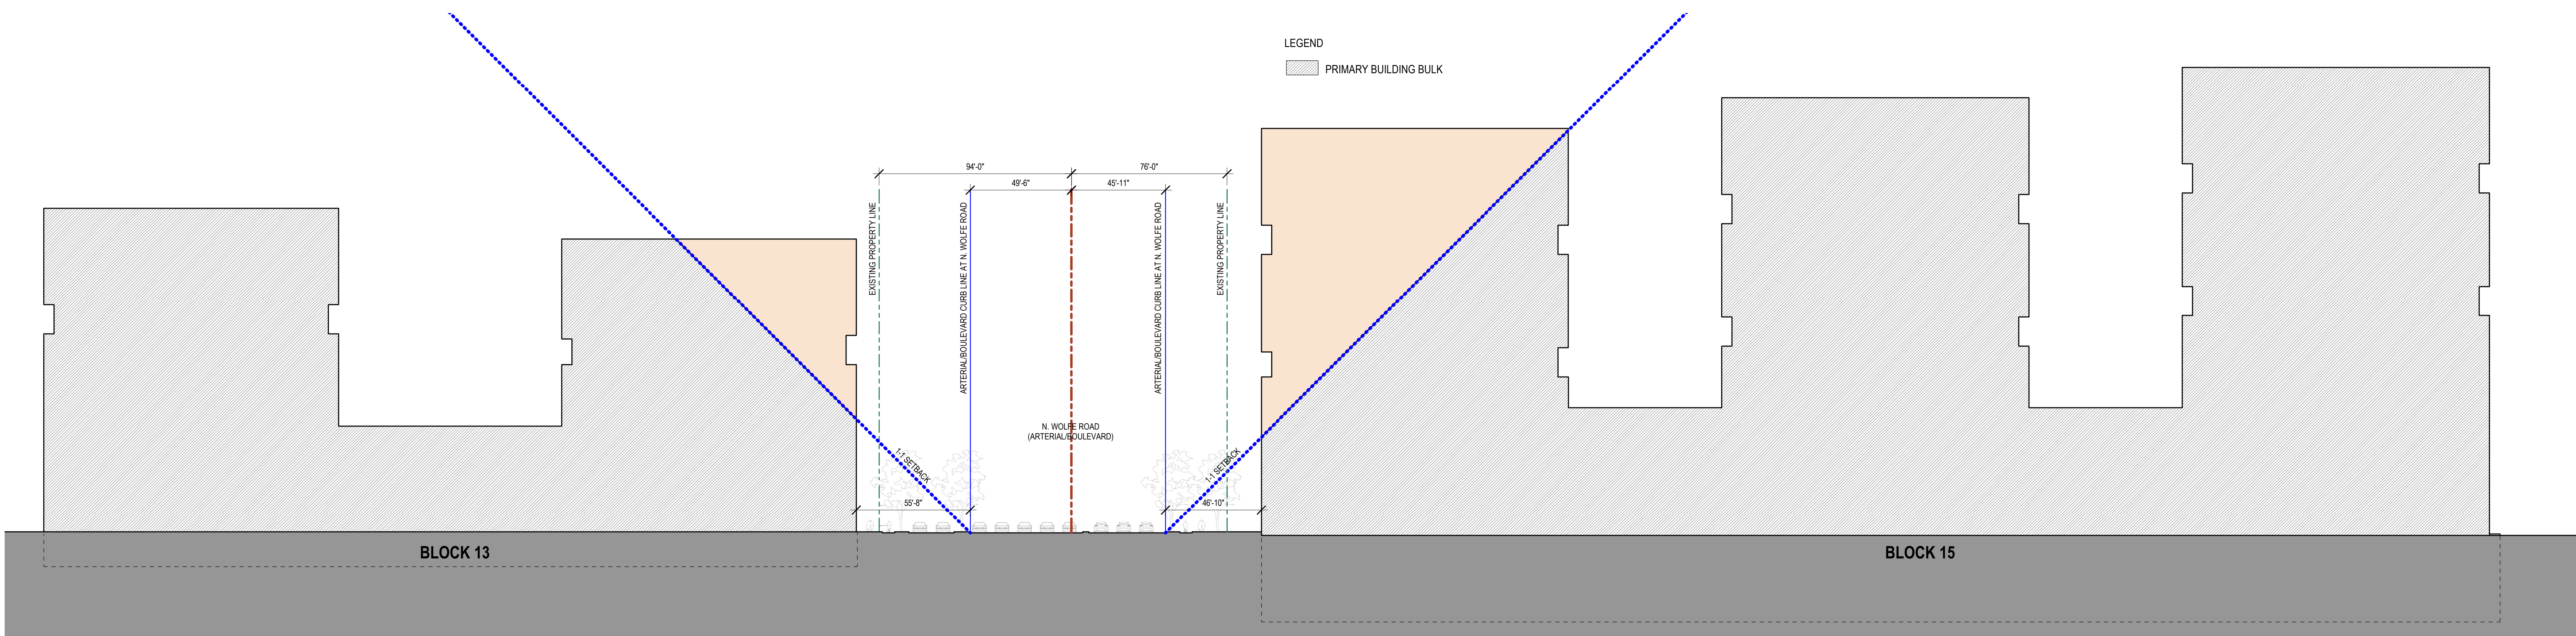 LEGEND
PRIMARY BUILDING BULK
94'-0"
76'-0"
49'-6"
45'-11"
EXISTING PROPERTY LINE
ARTERIAL/BOULEVARD CURB LINE AT N. WOLFE ROAD
ARTERIAL/BOULEVARD CURB LINE AT N. WOLFE ROAD
EXISTING PROPERTY LINE
N. WOLFE ROAD
(ARTERIAL/BOULEVARD)
1-1 SETBACK
1-1 SETBACK
55'-8"
46'-10"
BLOCK 13
BLOCK 15